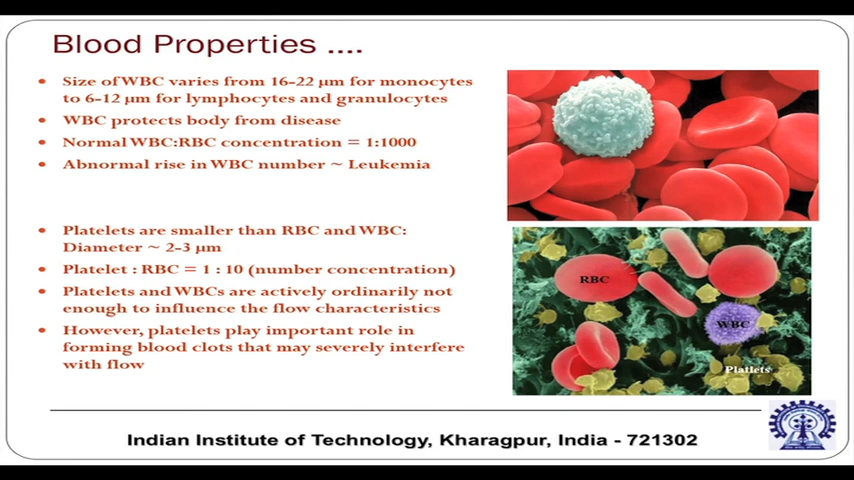 Blood Properties ....
Size of WBC varies from 16-22 μm for monocytes
to 6-12 μm for lymphocytes and granulocytes
WBC protects body from disease
Normal WBC:RBC concentration = 1:1000
Abnormal rise in WBC number ~ Leukemia
Platelets are smaller than RBC and WBC:
Diameter ~ 2-3 μm
Platelet : RBC = 1 : 10 (number concentration)
Platelets and WBCs are actively ordinarily not
enough to influence the flow characteristics
However, platelets play important role in
forming blood clots that may severely interfere
with flow
RBC
WBC
Platlets
Indian Institute of Technology, Kharagpur, India - 721302